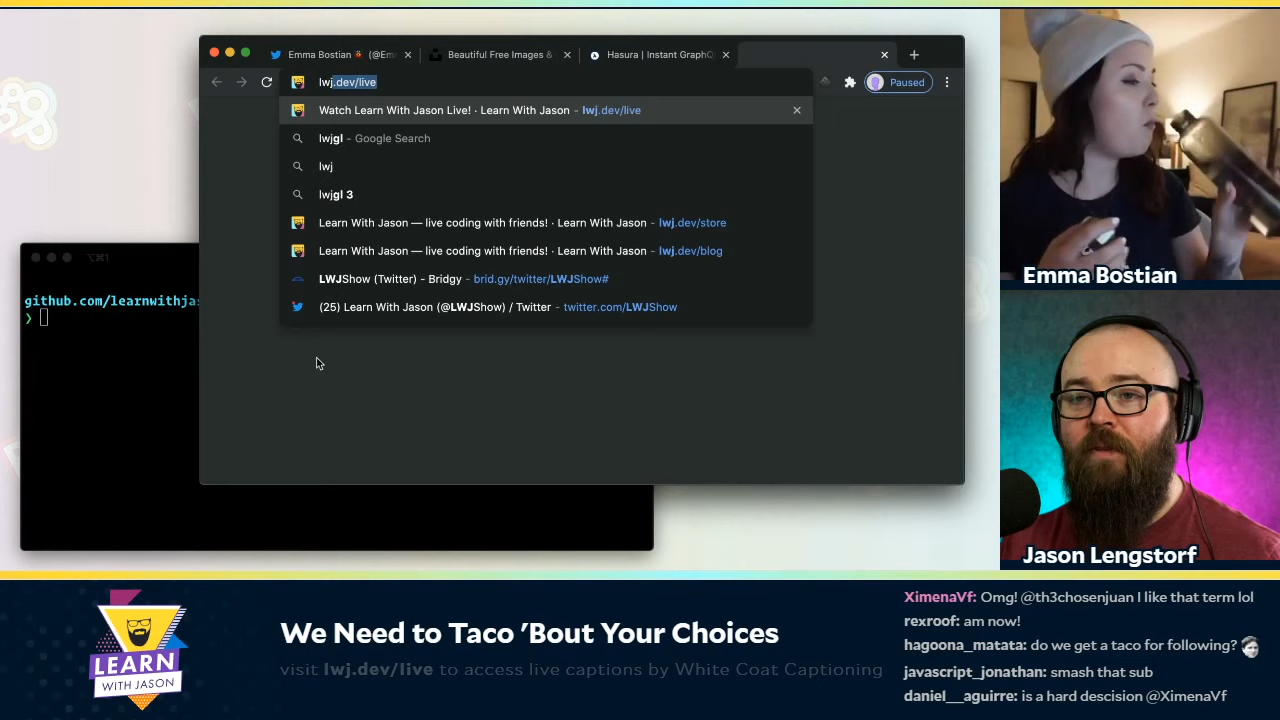 Emma Bostian 💃 (@Em
Beautiful Free Images &
Hasura | Instant GraphQ
lwj.dev/live
Paused
Watch Learn With Jason Live! · Learn With Jason - lwj.dev/live
lwjgl - Google Search
lwj
lwjgl 3
Learn With Jason — live coding with friends! · Learn With Jason - lwj.dev/store
Learn With Jason — live coding with friends! · Learn With Jason - lwj.dev/blog
LWJShow (Twitter) - Bridgy - brid.gy/twitter/LWJShow#
(25) Learn With Jason (@LWJShow) / Twitter - twitter.com/LWJShow
⌥⌘1
github.com/learnwithjas
❯
Emma Bostian
Jason Lengstorf
LEARN
WITH JASON
We Need to Taco 'Bout Your Choices
visit lwj.dev/live to access live captions by White Coat Captioning
XimenaVf: Omg! @th3chosenjuan I like that term lol
rexroof: am now!
hagoona_matata: do we get a taco for following?
javascript_jonathan: smash that sub
daniel__aguirre: is a hard descision @XimenaVf